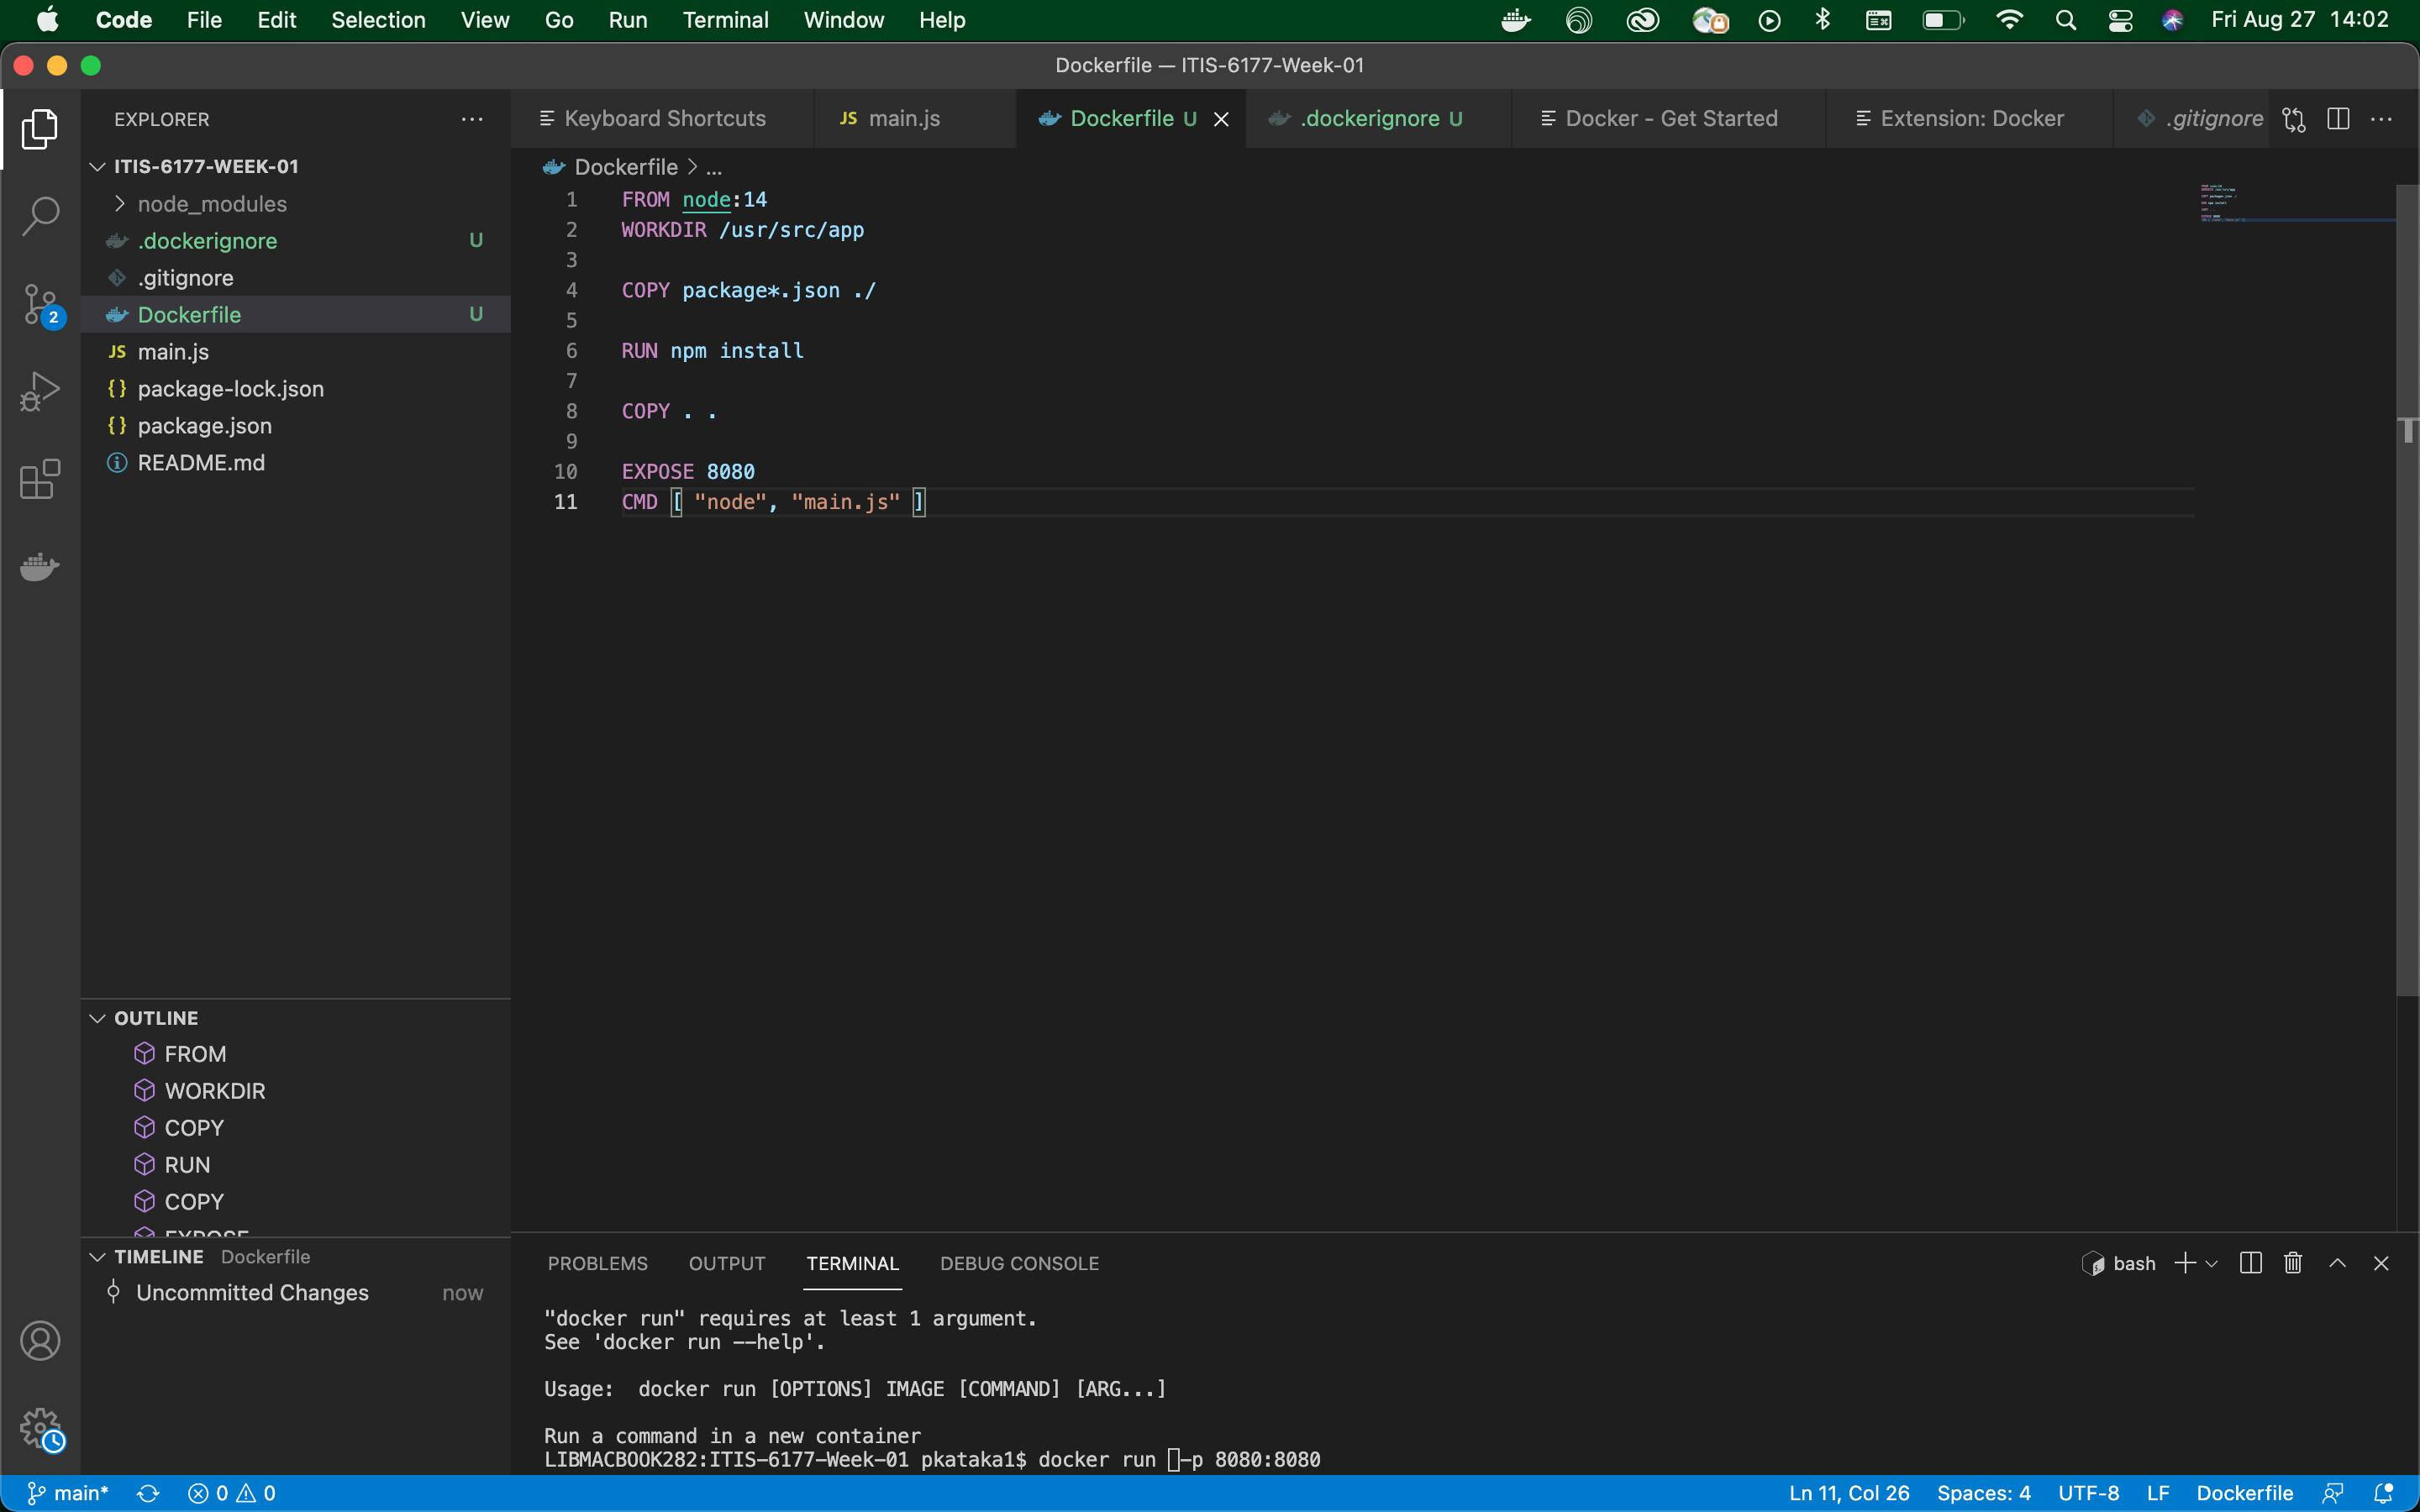 Code File Edit Selection View Go Run Terminal Window Help Fri Aug 27 14:02
Dockerfile — ITIS-6177-Week-01
EXPLORER ...
Keyboard Shortcuts JS main.js Dockerfile U .dockerignore U Docker - Get Started Extension: Docker .gitignore ...
ITIS-6177-WEEK-01
node_modules
.dockerignore U
.gitignore
Dockerfile U
JS main.js
{} package-lock.json
{} package.json
README.md
2
Dockerfile > ...
1 FROM node:14
2 WORKDIR /usr/src/app
3
4 COPY package*.json ./
5
6 RUN npm install
7
8 COPY . .
9
10 EXPOSE 8080
11 CMD [ "node", "main.js" ]
OUTLINE
FROM
WORKDIR
COPY
RUN
COPY
EXPOSE
TIMELINE Dockerfile
Uncommitted Changes now
PROBLEMS OUTPUT TERMINAL DEBUG CONSOLE bash
"docker run" requires at least 1 argument.
See 'docker run --help'.
Usage: docker run [OPTIONS] IMAGE [COMMAND] [ARG...]
Run a command in a new container
LIBMACBOOK282:ITIS-6177-Week-01 pkataka1$ docker run -p 8080:8080
main* 0 0 Ln 11, Col 26 Spaces: 4 UTF-8 LF Dockerfile